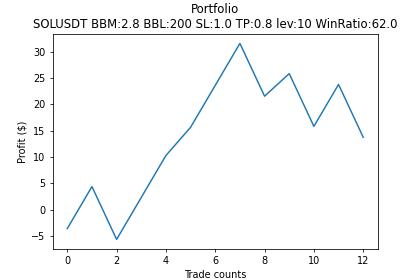 Portfolio
SOLUSDT BBM:2.8 BBL:200 SL:1.0 TP:0.8 lev:10 WinRatio:62.0
30
25
20
15
10
5
0
−5
Profit ($)
0 2 4 6 8 10 12
Trade counts